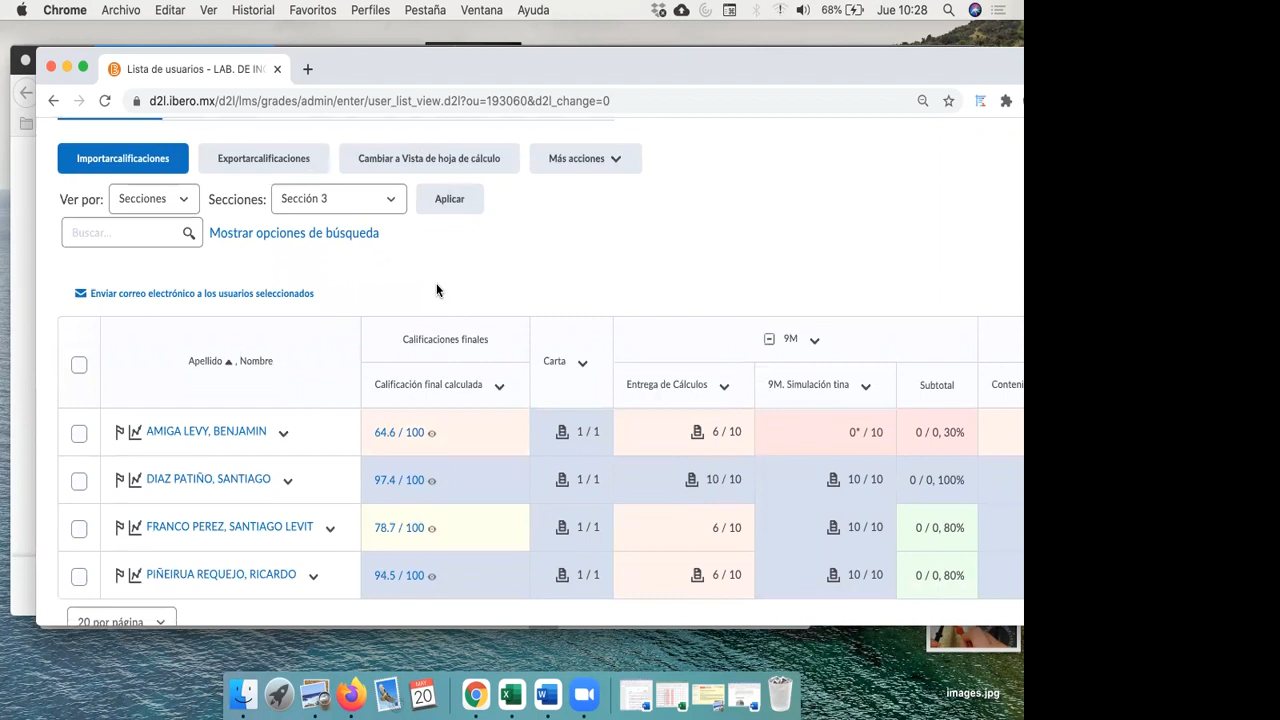 Chrome Archivo Editar Ver Historial Favoritos Perfiles Pestaña Ventana Ayuda 68% Jue 10:28
Lista de usuarios - LAB. DE IN
d2l.ibero.mx/d2l/lms/grades/admin/enter/user_list_view.d2l?ou=193060&d2l_change=0
Importarcalificaciones Exportarcalificaciones Cambiar a Vista de hoja de cálculo Más acciones
Ver por: Secciones Secciones: Sección 3 Aplicar
Buscar... Mostrar opciones de búsqueda
Enviar correo electrónico a los usuarios seleccionados
Calificaciones finales 9M
Apellido , Nombre Carta
Calificación final calculada Entrega de Cálculos 9M. Simulación tina Subtotal Conteni
AMIGA LEVY, BENJAMIN 64.6 / 100 1 / 1 6 / 10 0* / 10 0 / 0, 30%
DIAZ PATIÑO, SANTIAGO 97.4 / 100 1 / 1 10 / 10 10 / 10 0 / 0, 100%
FRANCO PEREZ, SANTIAGO LEVIT 78.7 / 100 1 / 1 6 / 10 10 / 10 0 / 0, 80%
PIÑEIRUA REQUEJO, RICARDO 94.5 / 100 1 / 1 6 / 10 10 / 10 0 / 0, 80%
20 por página
MAY
20
images.jpg